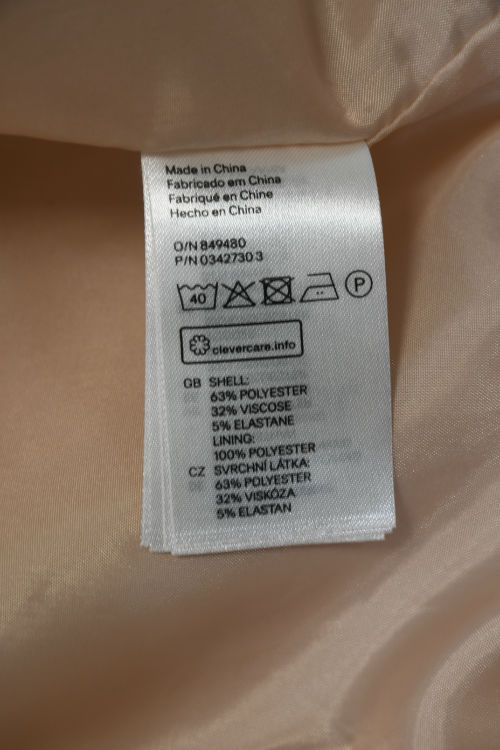 Made in China
Fabricado em China
Fabriqué en Chine
Hecho en China
O/N 849480
P/N 0342730 3
40 P
clevercare.info
GB SHELL:
63% POLYESTER
32% VISCOSE
5% ELASTANE
LINING:
100% POLYESTER
CZ SVRCHNÍ LÁTKA:
63% POLYESTER
32% VISKÓZA
5% ELASTAN